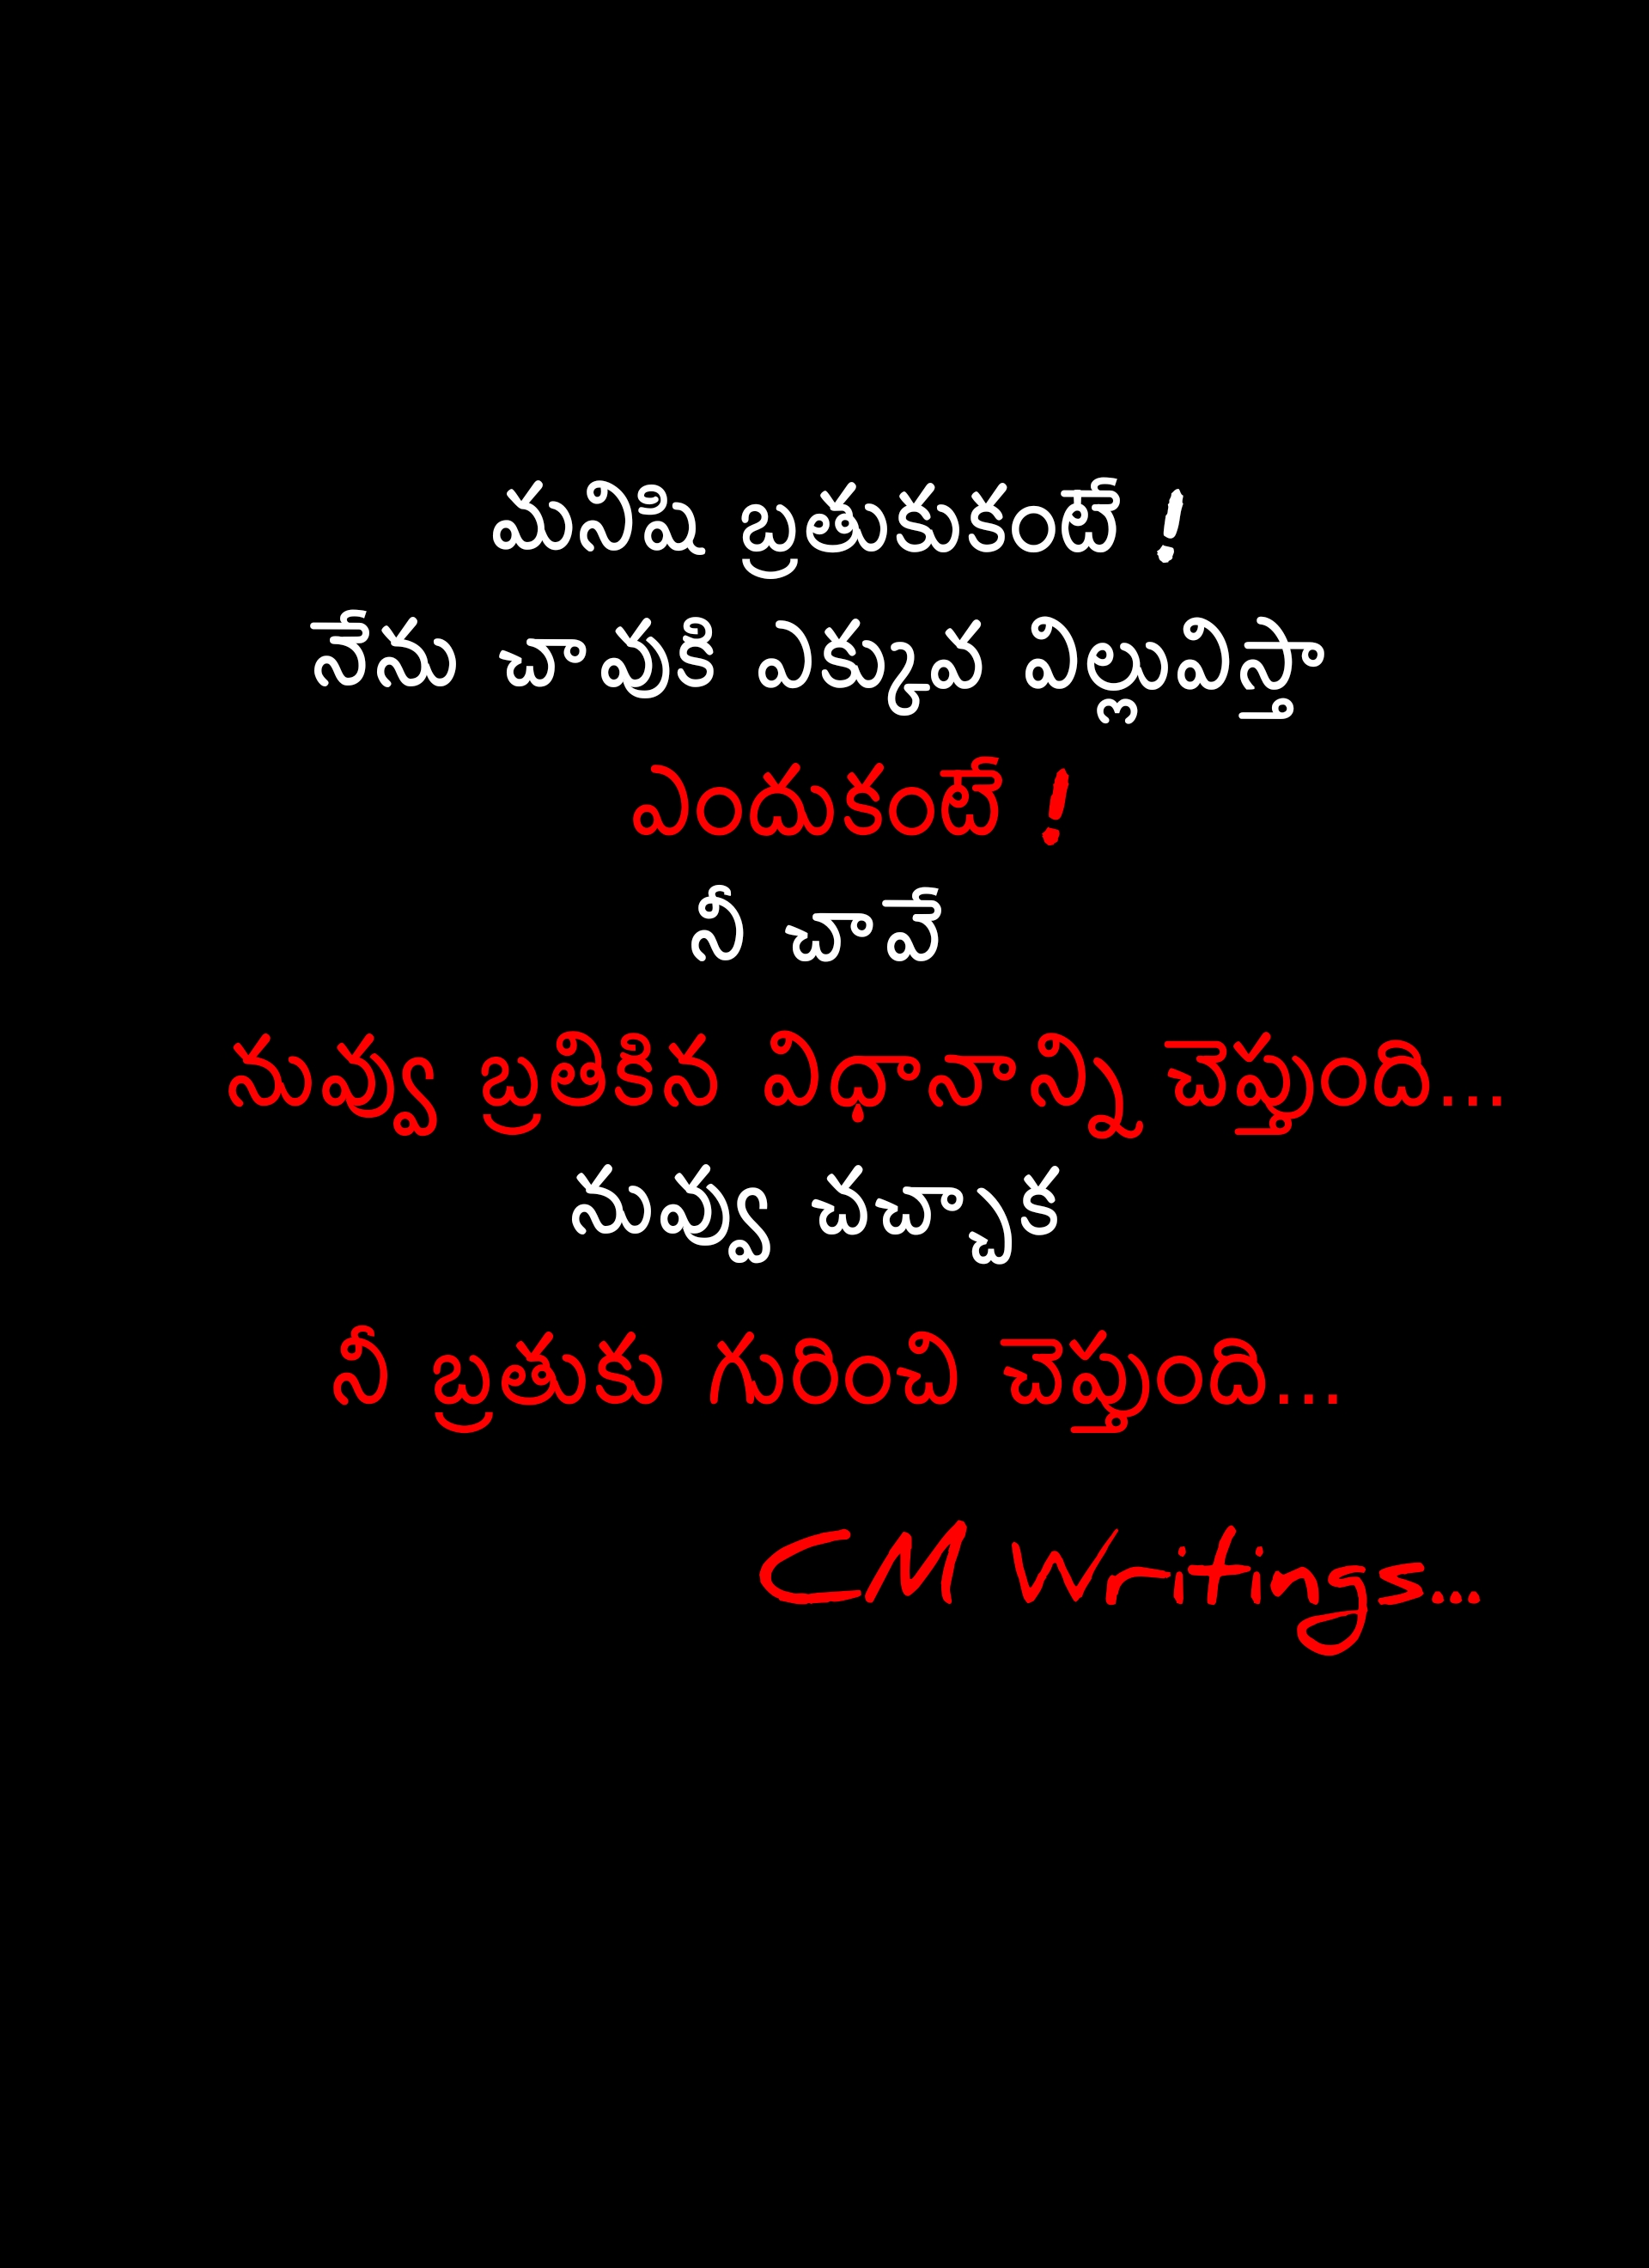 మనిషి బ్రతుకుకంటే !
నేను చావుకి ఎక్కువ విల్లువిస్తా
ఎందుకంటే !
నీ చావే
నువ్వు బ్రతికిన విధానాన్ని చెప్తుంది...
నువ్వు చచ్చాక
నీ బ్రతుకు గురించి చెప్తుంది...
CM Writings...